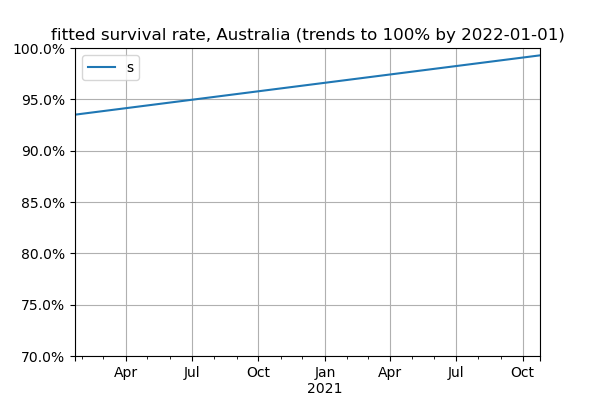 fitted survival rate, Australia (trends to 100% by 2022-01-01)
100.0%
s
95.0%
90.0%
85.0%
80.0%
75.0%
70.0%
Apr Jul Oct Jan Apr Jul Oct
2021